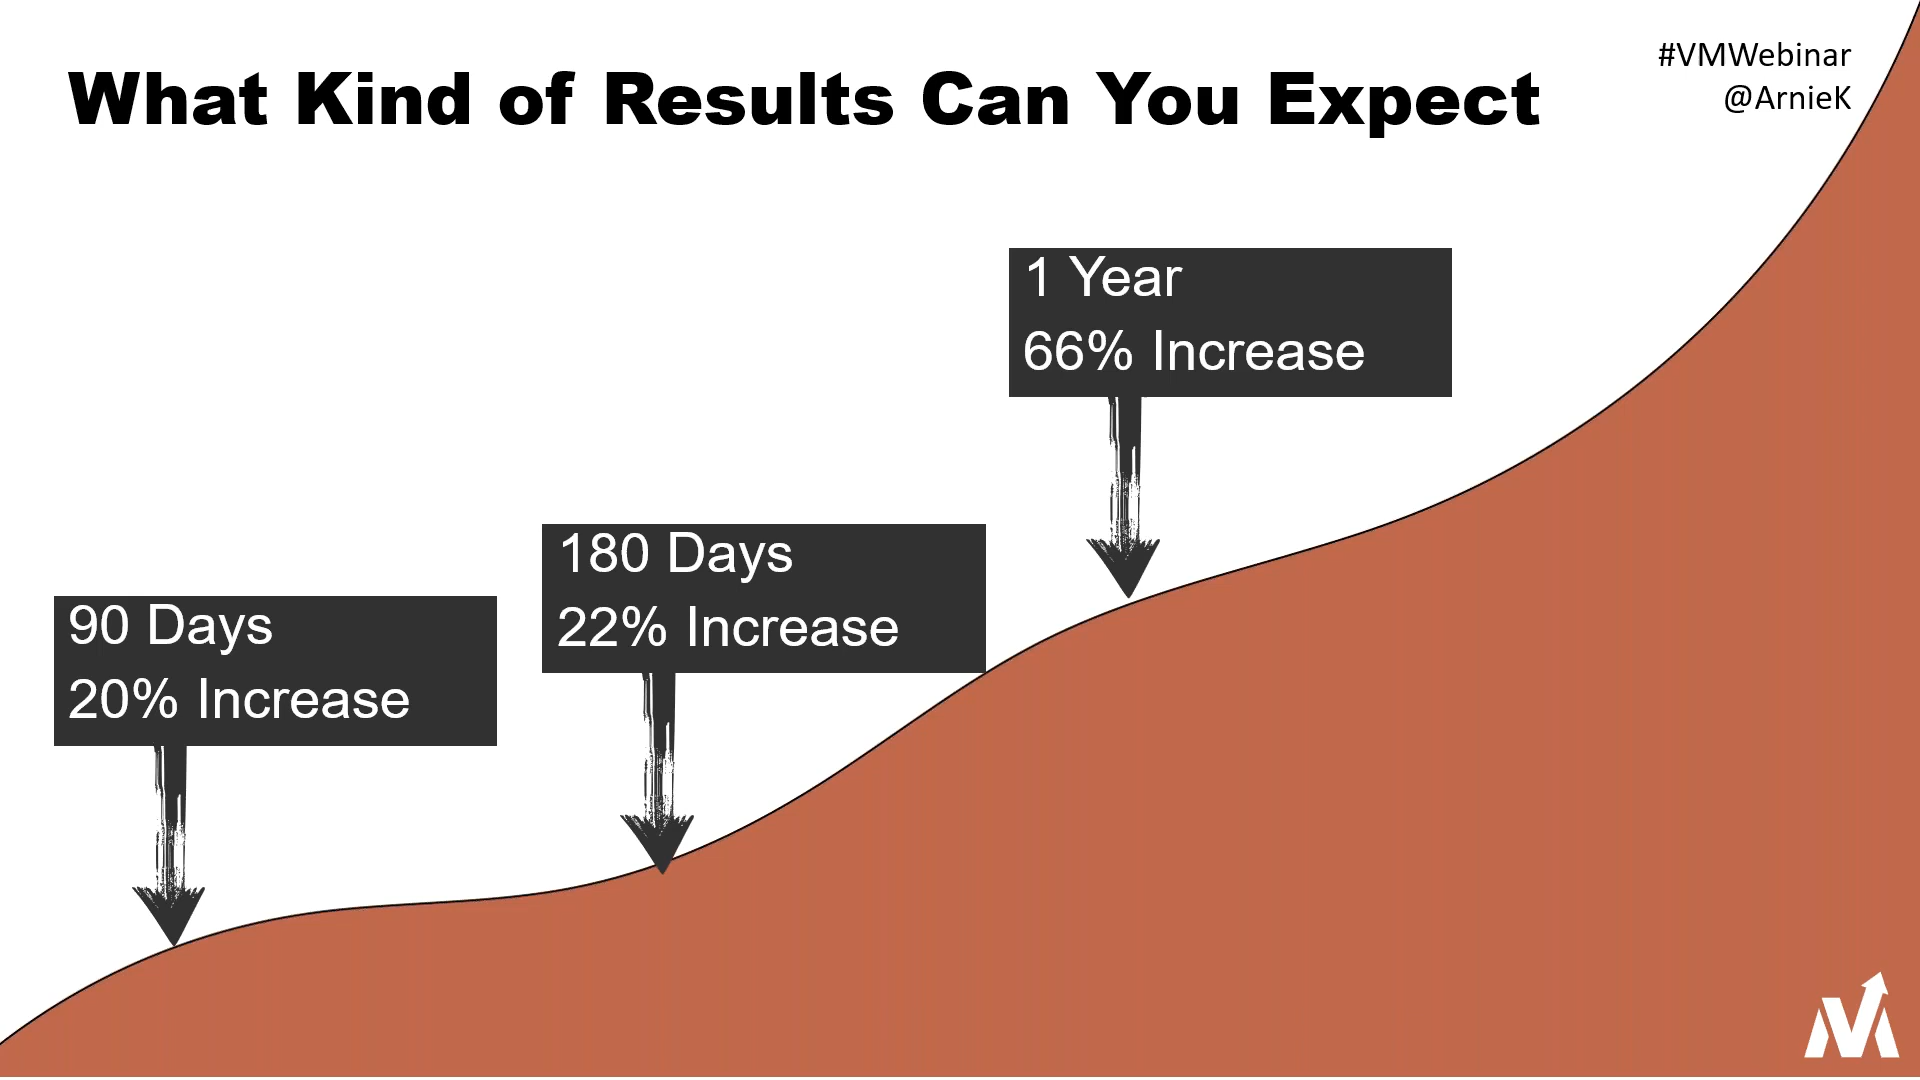 What Kind of Results Can You Expect
#VMWebinar
@ArnieK
1 Year
66% Increase
180 Days
22% Increase
90 Days
20% Increase